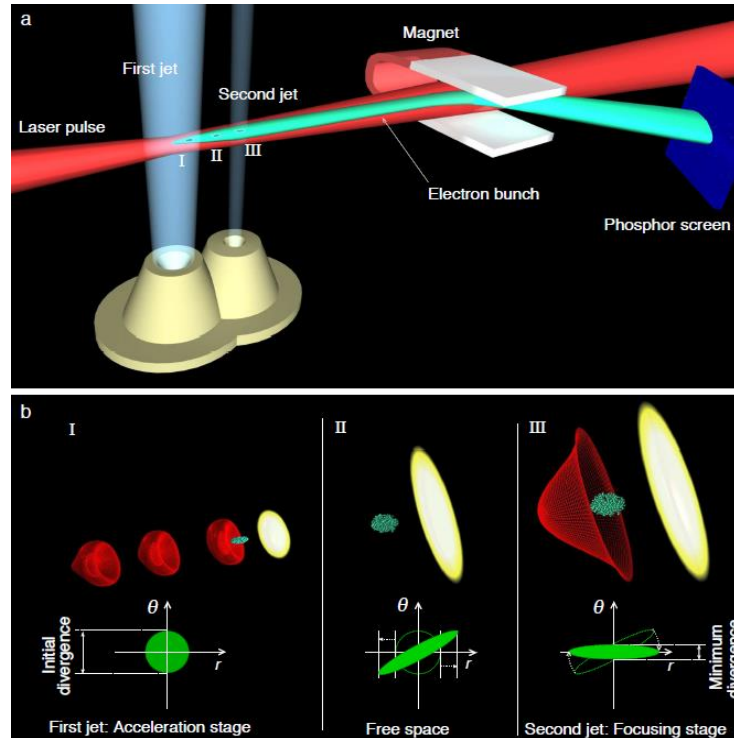 a
Magnet
First jet
Second jet
Laser pulse
I
II
III
Electron bunch
Phosphor screen
b
I
II
III
θ
r
Initial
divergence
θ
r
θ
r
Minimum
divergence
First jet: Acceleration stage
Free space
Second jet: Focusing stage